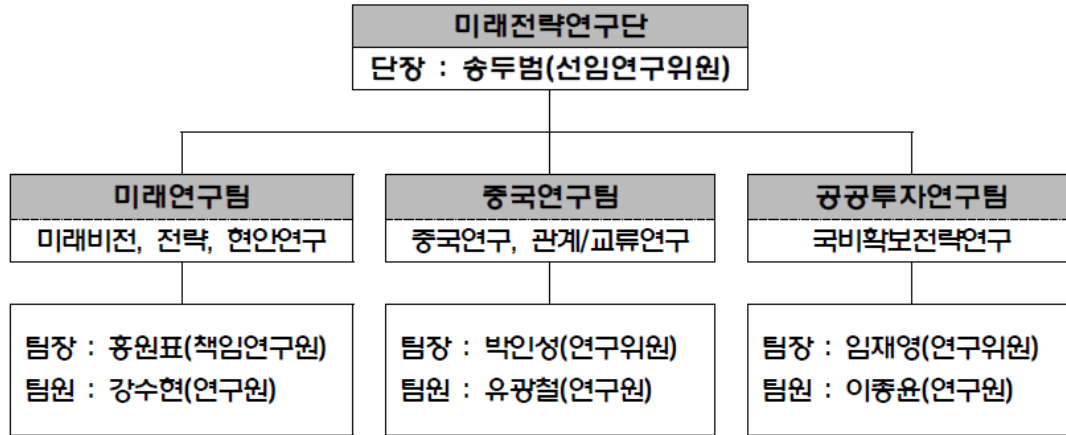 미래전략연구단
단장 : 송두범(선임연구위원)
미래연구팀
미래비전, 전략, 현안연구
팀장 : 홍원표(책임연구원)
팀원 : 강수현(연구원)
중국연구팀
중국연구, 관계/교류연구
팀장 : 박인성(연구위원)
팀원 : 유광철(연구원)
공공투자연구팀
국비확보전략연구
팀장 : 임재영(연구위원)
팀원 : 이종윤(연구원)